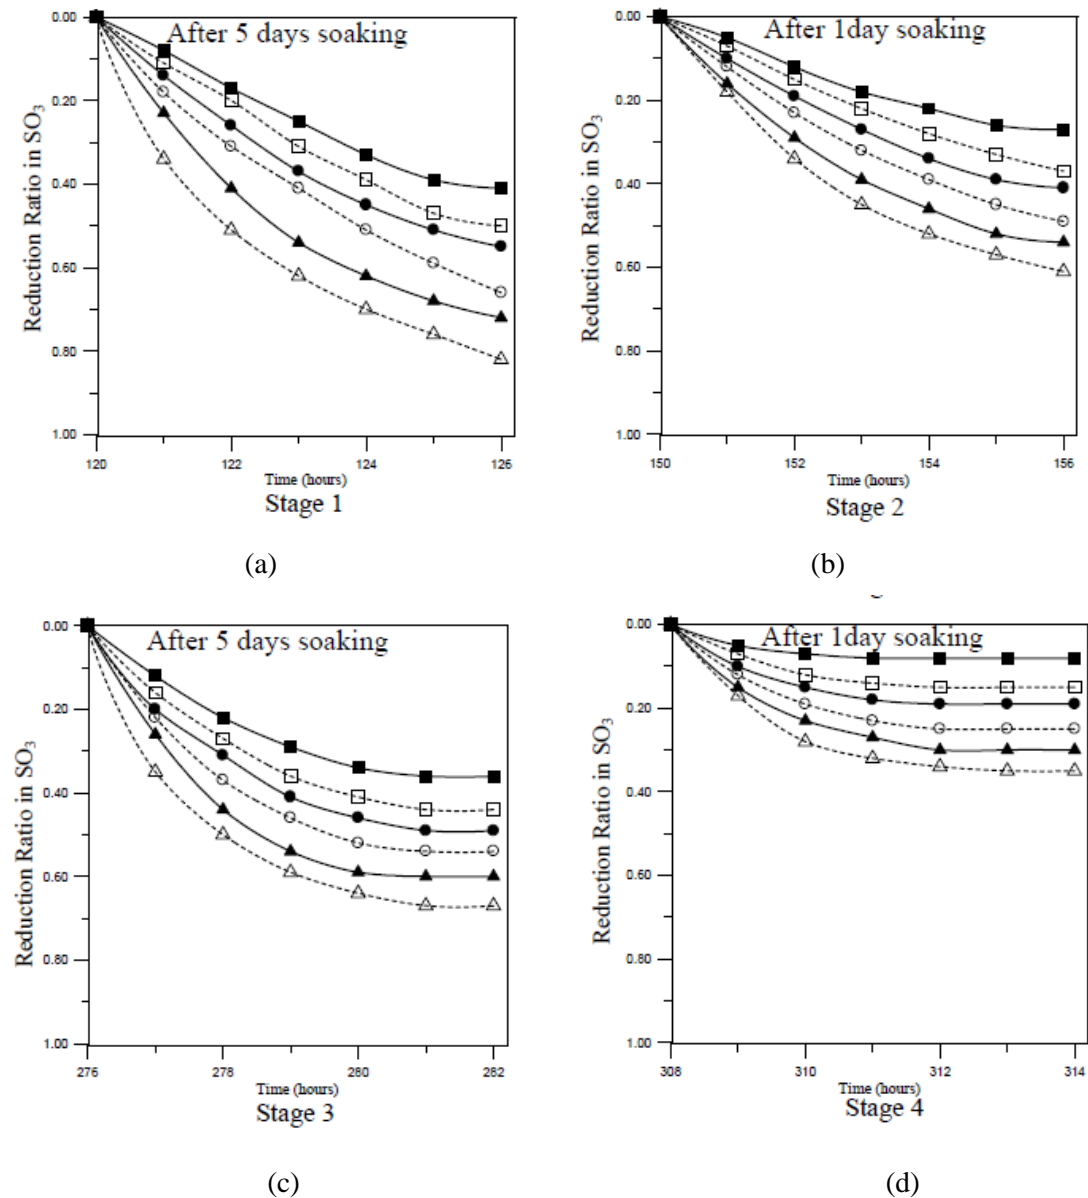 After 5 days soaking
Reduction Ratio in SO3
0.00
0.20
0.40
0.60
0.80
1.00
120
122
124
126
Time (hours)
Stage 1
(a)
After 1day soaking
Reduction Ratio in SO3
0.00
0.20
0.40
0.60
0.80
1.00
150
152
154
156
Time (hours)
Stage 2
(b)
After 5 days soaking
Reduction Ratio in SO3
0.00
0.20
0.40
0.60
0.80
1.00
276
278
280
282
Time (hours)
Stage 3
(c)
After 1day soaking
Reduction Ratio in SO3
0.00
0.20
0.40
0.60
0.80
1.00
308
310
312
314
Time (hours)
Stage 4
(d)